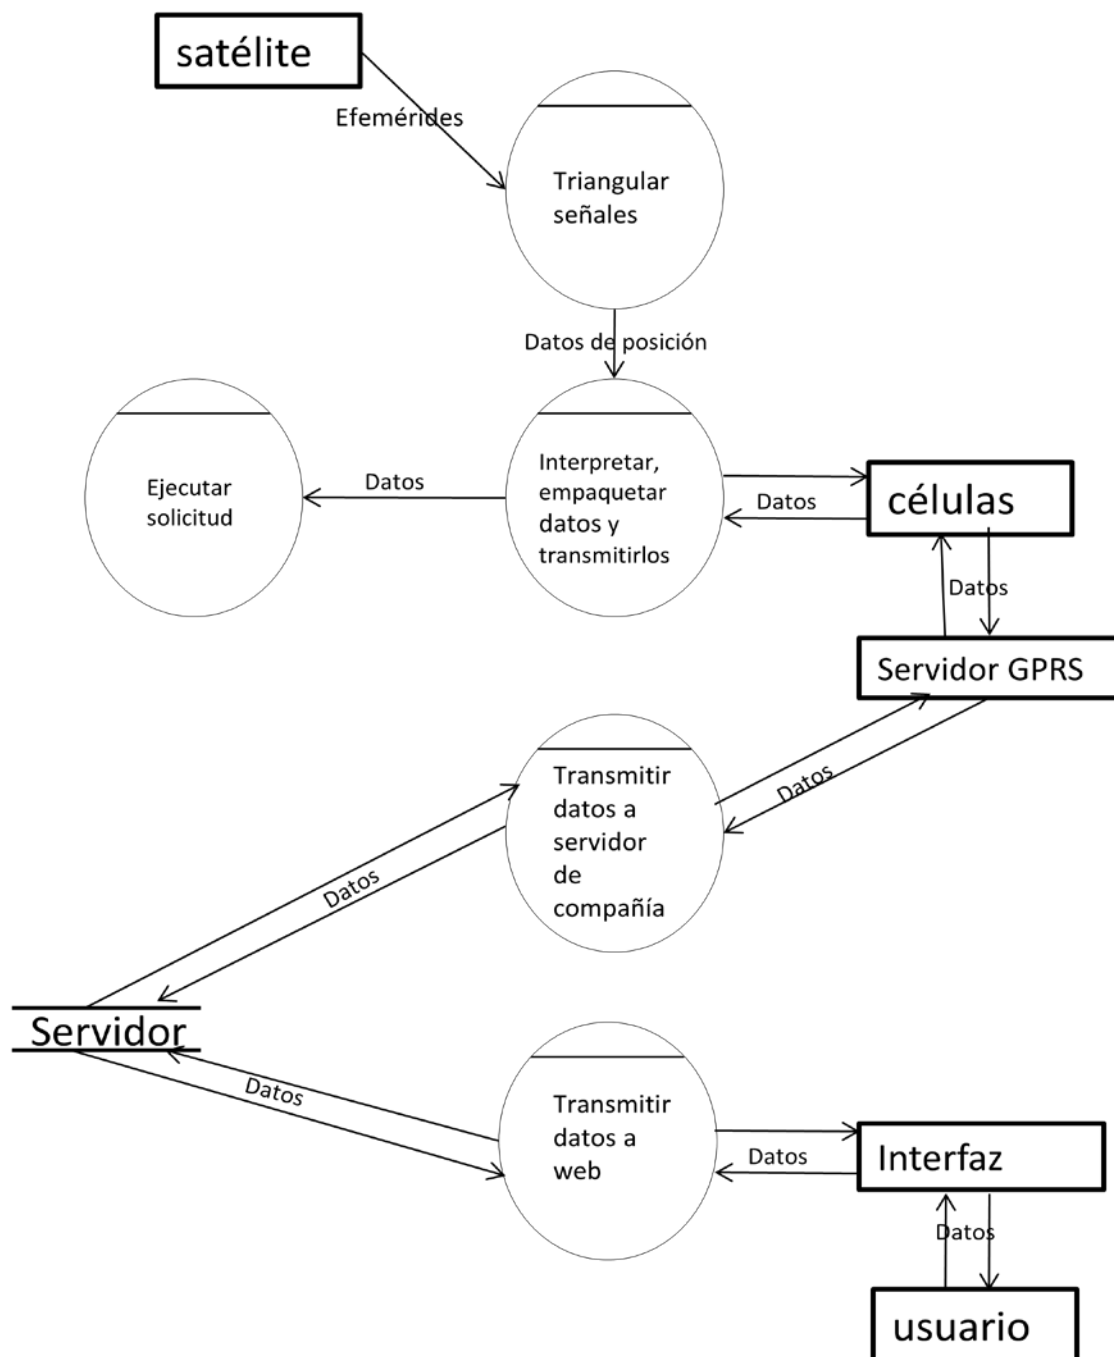 satélite
Efemérides
Triangular
señales
Datos de posición
Ejecutar
solicitud
Datos
Interpretar,
empaquetar
datos y
transmitirlos
Datos
células
Datos
Servidor GPRS
Transmitir
datos a
servidor
de
compañía
Datos
Datos
Servidor
Datos
Transmitir
datos a
web
Datos
Interfaz
Datos
usuario